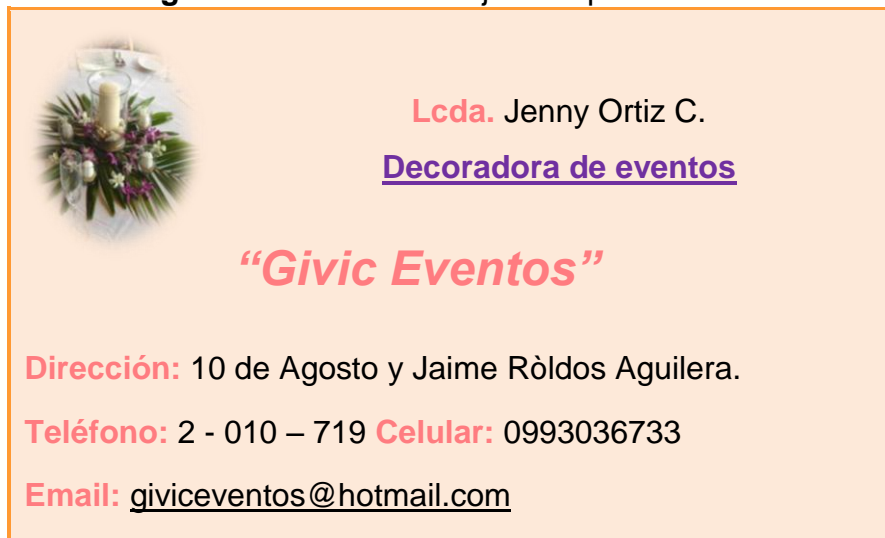 Lcda. Jenny Ortiz C.
Decoradora de eventos
“Givic Eventos”
Dirección: 10 de Agosto y Jaime Ròldos Aguilera.
Teléfono: 2 - 010 – 719 Celular: 0993036733
Email: giviceventos@hotmail.com